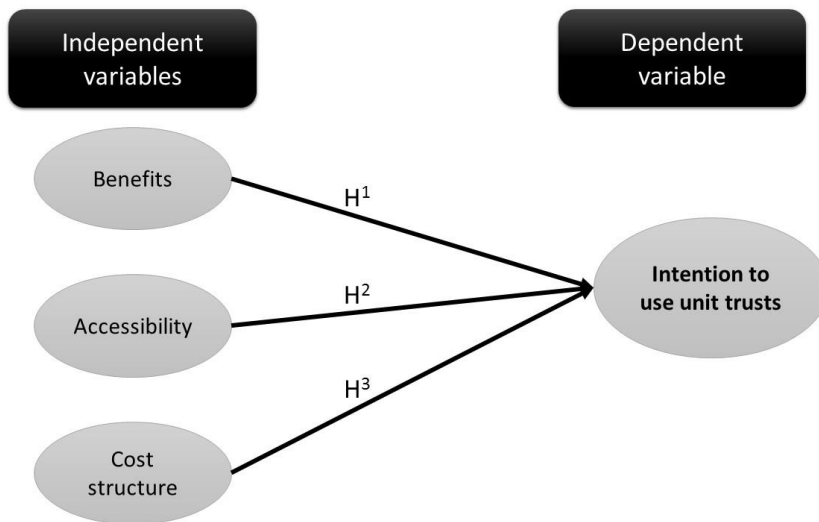 Independent
variables
Dependent
variable
Benefits
H¹
Accessibility
H²
Intention to
use unit trusts
H³
Cost
structure